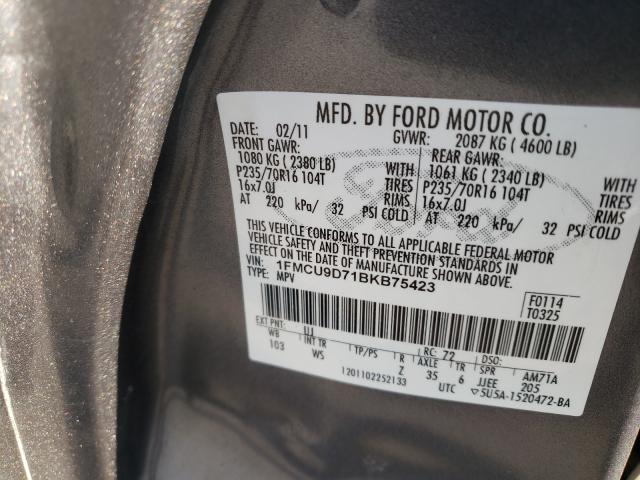 MFD. BY FORD MOTOR CO.
DATE: 02/11 GVWR: 2087 KG ( 4600 LB)
FRONT GAWR: REAR GAWR:
1080 KG ( 2380 LB) WITH 1061 KG ( 2340 LB) WITH
P235/70R16 104T TIRES P235/70R16 104T TIRES
16x7.0J RIMS 16x7.0J RIMS
AT 220 kPa/ 32 PSI COLD AT 220 kPa/ 32 PSI COLD
THIS VEHICLE CONFORMS TO ALL APPLICABLE FEDERAL MOTOR
VEHICLE SAFETY AND THEFT PREVENTION STANDARDS IN
EFFECT ON THE DATE OF MANUFACTURE SHOWN ABOVE.
VIN: 1FMCU9D71BKB75423
TYPE: MPV
F0114
T0325
EXT PNT: UJ RC: 72 DSO:
WB INT TR TP/PS R AXLE TR SPR AM71A
103 WS Z 35 6 JJEE 205
1201102252133 UTC ▽5U5A-1520472-BA
Ford